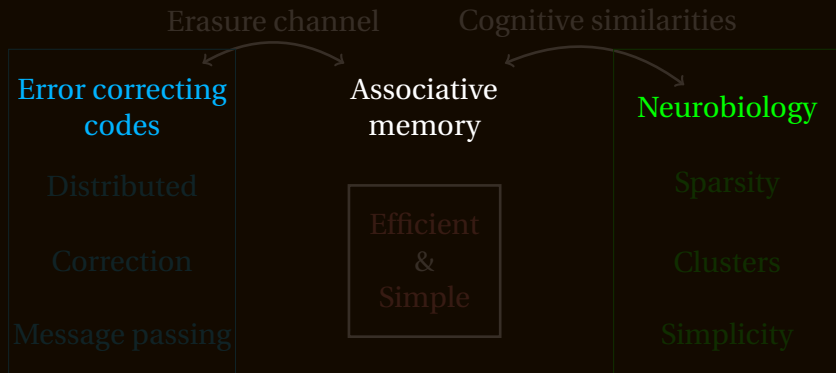 Erasure channel
Cognitive similarities
Error correcting
codes
Distributed
Correction
Message passing
Associative
memory
Efficient
&
Simple
Neurobiology
Sparsity
Clusters
Simplicity